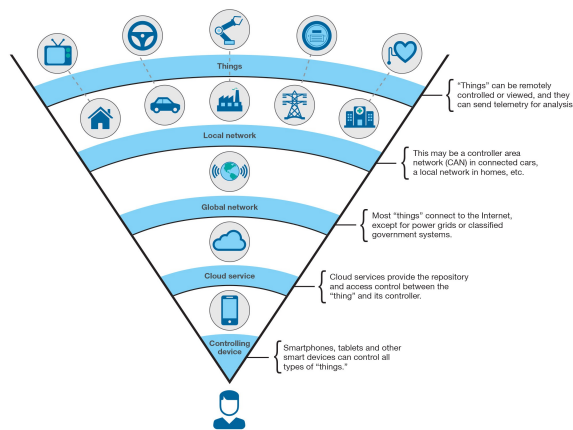 Things
"Things" can be remotely
controlled or viewed, and they
can send telemetry for analysis
Local network
This may be a controller area
network (CAN) in connected cars,
a local network in homes, etc.
Global network
Most "things" connect to the Internet,
except for power grids or classified
government systems.
Cloud service
Cloud services provide the repository
and access control between the
"thing" and its controller.
Controlling
device
Smartphones, tablets and other
smart devices can control all
types of "things."